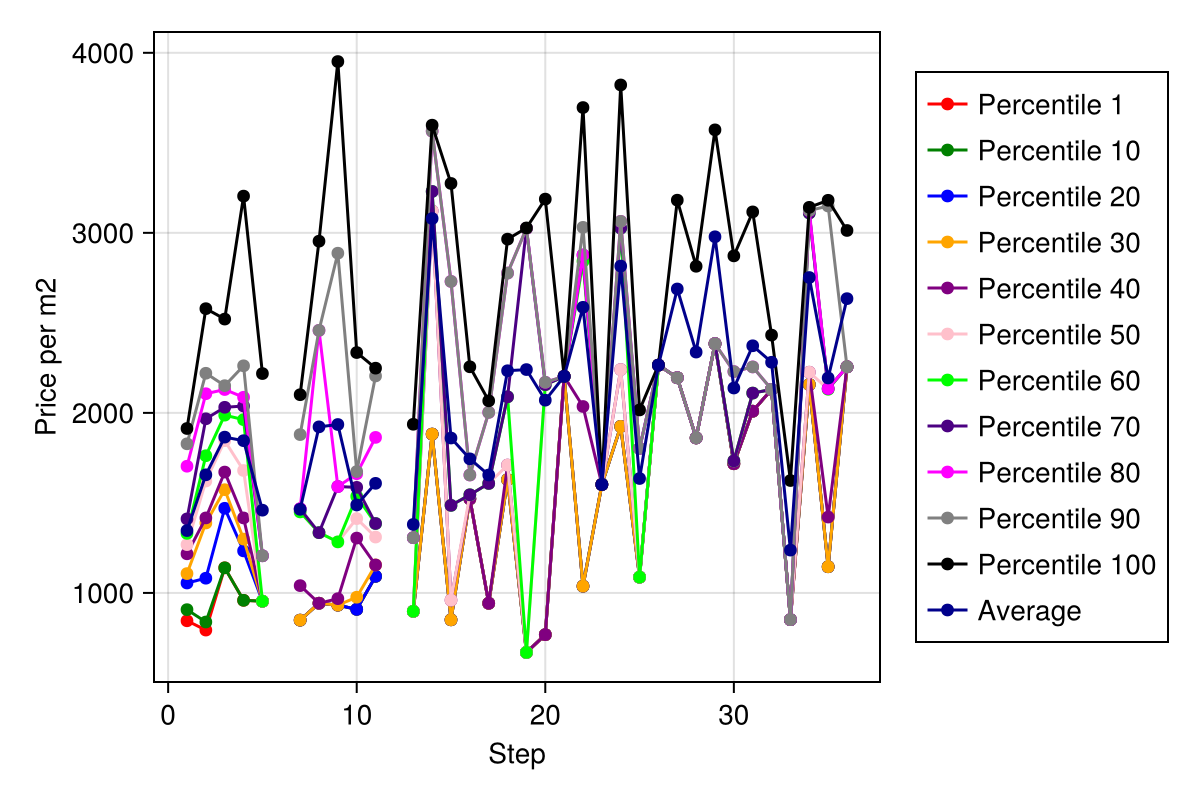 4000
3000
2000
1000
Price per m2
0
10
20
30
Step
Percentile 1
Percentile 10
Percentile 20
Percentile 30
Percentile 40
Percentile 50
Percentile 60
Percentile 70
Percentile 80
Percentile 90
Percentile 100
Average